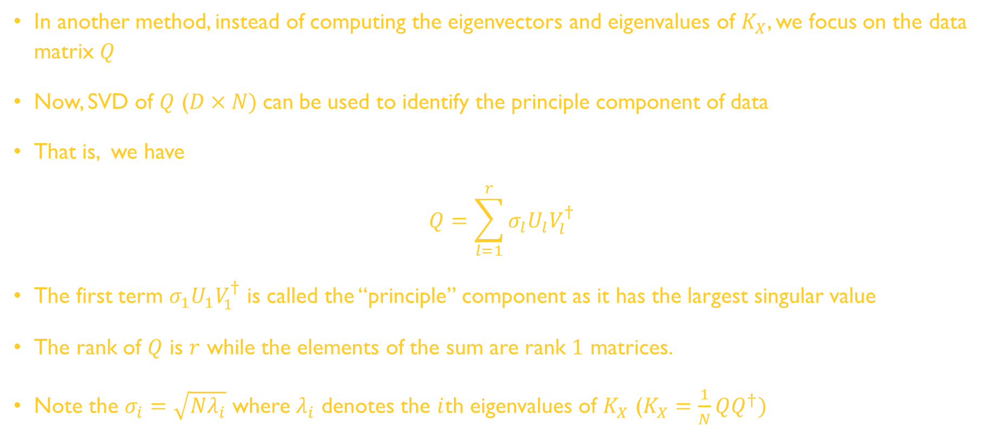 • In another method, instead of computing the eigenvectors and eigenvalues of $K_X$, we focus on the data
matrix $Q$
• Now, SVD of $Q$ $(D \times N)$ can be used to identify the principle component of data
• That is, we have
$Q = \sum_{l=1}^{r} \sigma_l U_l V_l^\dagger$
• The first term $\sigma_1 U_1 V_1^\dagger$ is called the “principle” component as it has the largest singular value
• The rank of $Q$ is $r$ while the elements of the sum are rank $1$ matrices.
• Note the $\sigma_i = \sqrt{N\lambda_i}$ where $\lambda_i$ denotes the $i$th eigenvalues of $K_X$ $(K_X = \frac{1}{N} QQ^\dagger)$